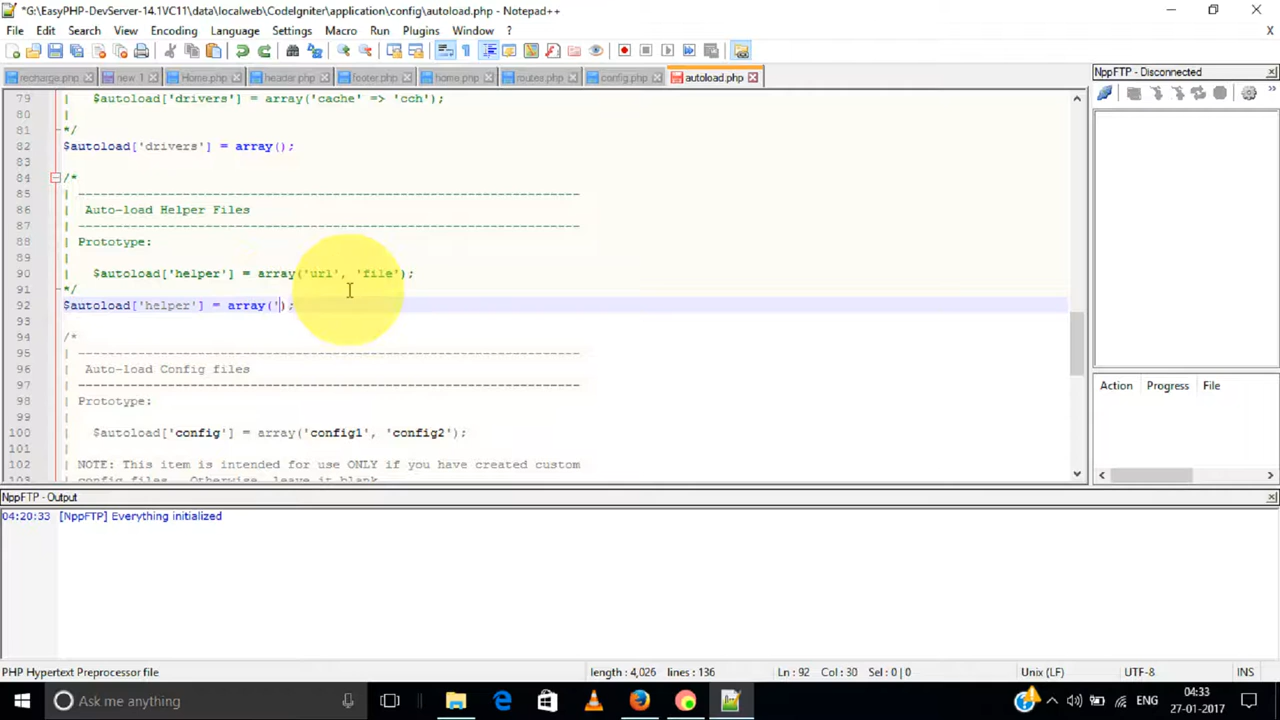 *G:\EasyPHP-DevServer-14.1VC11\data\localweb\CodeIgniter\application\config\autoload.php - Notepad++
File Edit Search View Encoding Language Settings Macro Run Plugins Window ? X
recharge.php new 1 Home.php header.php footer.php home.php routes.php config.php autoload.php
NppFTP - Disconnected
79 | $autoload['drivers'] = array('cache' => 'cch');
80 |
81 */
82 $autoload['drivers'] = array();
83
84 /*
85 | -------------------------------------------------------------------
86 | Auto-load Helper Files
87 | -------------------------------------------------------------------
88 | Prototype:
89 |
90 | $autoload['helper'] = array('url', 'file');
91 */
92 $autoload['helper'] = array(');
93
94 /*
95 | -------------------------------------------------------------------
96 | Auto-load Config files
97 | -------------------------------------------------------------------
98 | Prototype:
99 |
100 | $autoload['config'] = array('config1', 'config2');
101 |
102 | NOTE: This item is intended for use ONLY if you have created custom
103 | config files. Otherwise, leave it blank.
Action Progress File
NppFTP - Output
04:20:33 [NppFTP] Everything initialized
PHP Hypertext Preprocessor file length : 4,026 lines : 136 Ln : 92 Col : 30 Sel : 0 | 0 Unix (LF) UTF-8 INS
Ask me anything
ENG
04:33
27-01-2017